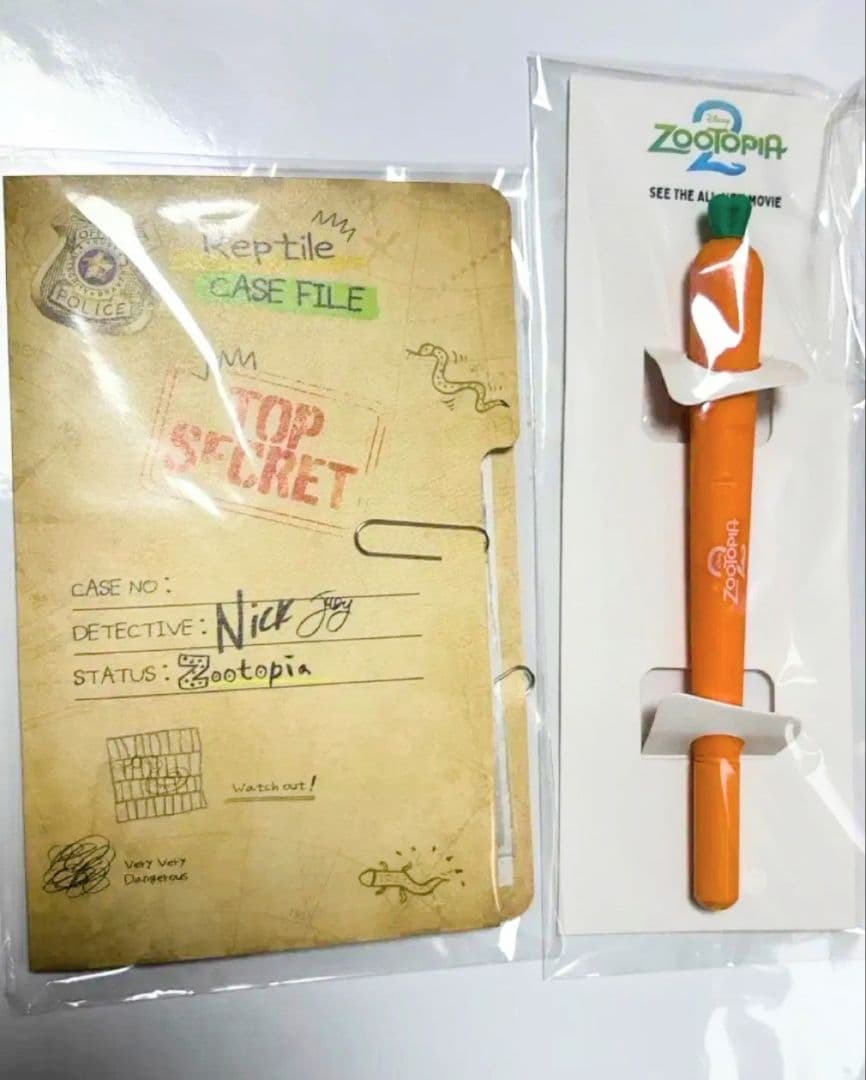 Reptile
CASE FILE
POLICE
TOP
SECRET
CASE NO:
DETECTIVE: Nick Judy
STATUS: Zootopia
Watch out!
Very Very
Dangerous
Disney
ZOOTOPIA
2
SEE THE ALL-NEW MOVIE
ZOOTOPIA
2